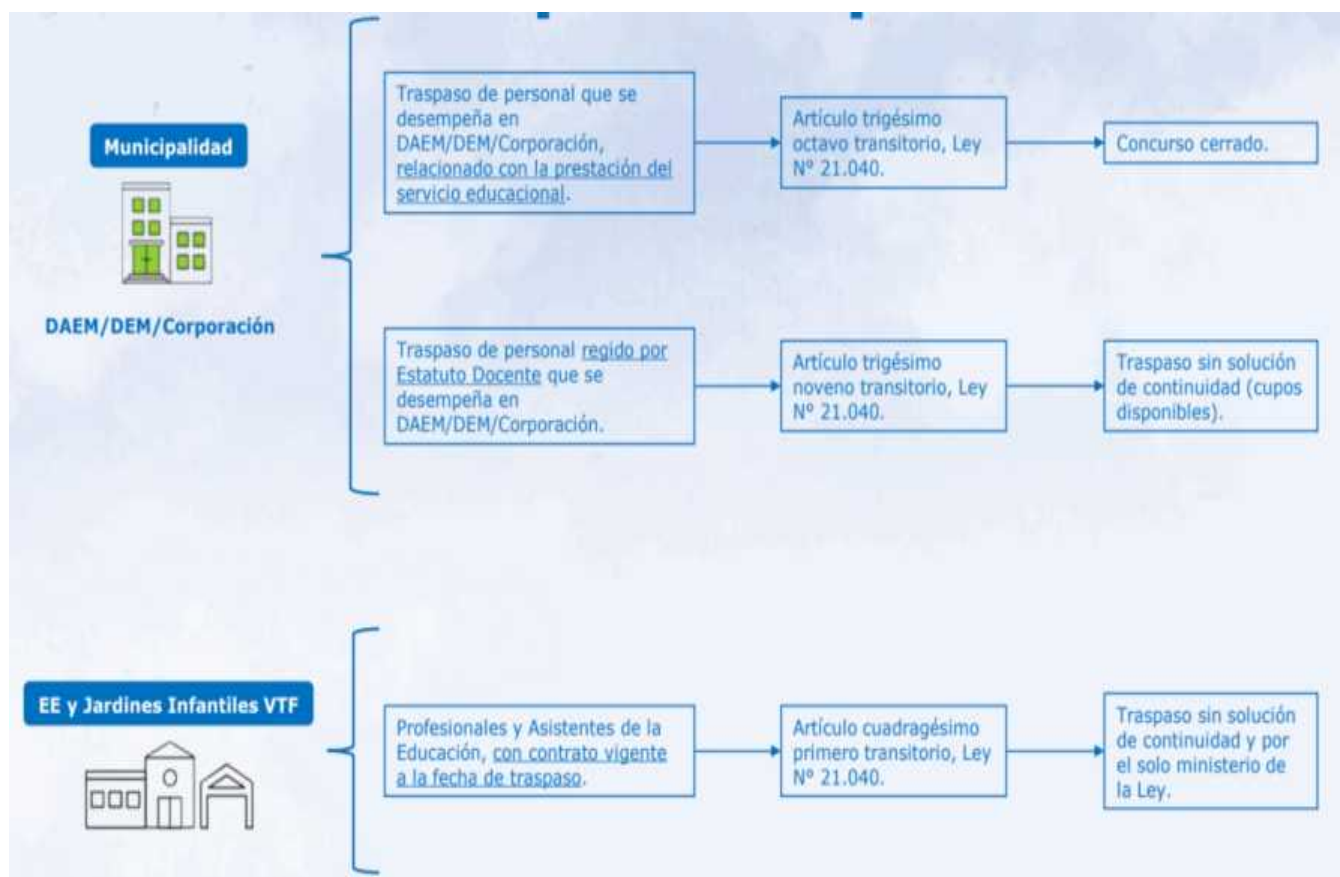 Municipalidad
DAEM/DEM/Corporación
Traspaso de personal que se
desempeña en
DAEM/DEM/Corporación,
relacionado con la prestación del
servicio educacional.
Artículo trigésimo
octavo transitorio, Ley
Nº 21.040.
Concurso cerrado.
Traspaso de personal regido por
Estatuto Docente que se
desempeña en
DAEM/DEM/Corporación.
Artículo trigésimo
noveno transitorio, Ley
Nº 21.040.
Traspaso sin solución
de continuidad (cupos
disponibles).
EE y Jardines Infantiles VTF
Profesionales y Asistentes de la
Educación, con contrato vigente
a la fecha de traspaso.
Artículo cuadragésimo
primero transitorio, Ley
Nº 21.040.
Traspaso sin solución
de continuidad y por
el solo ministerio de
la Ley.